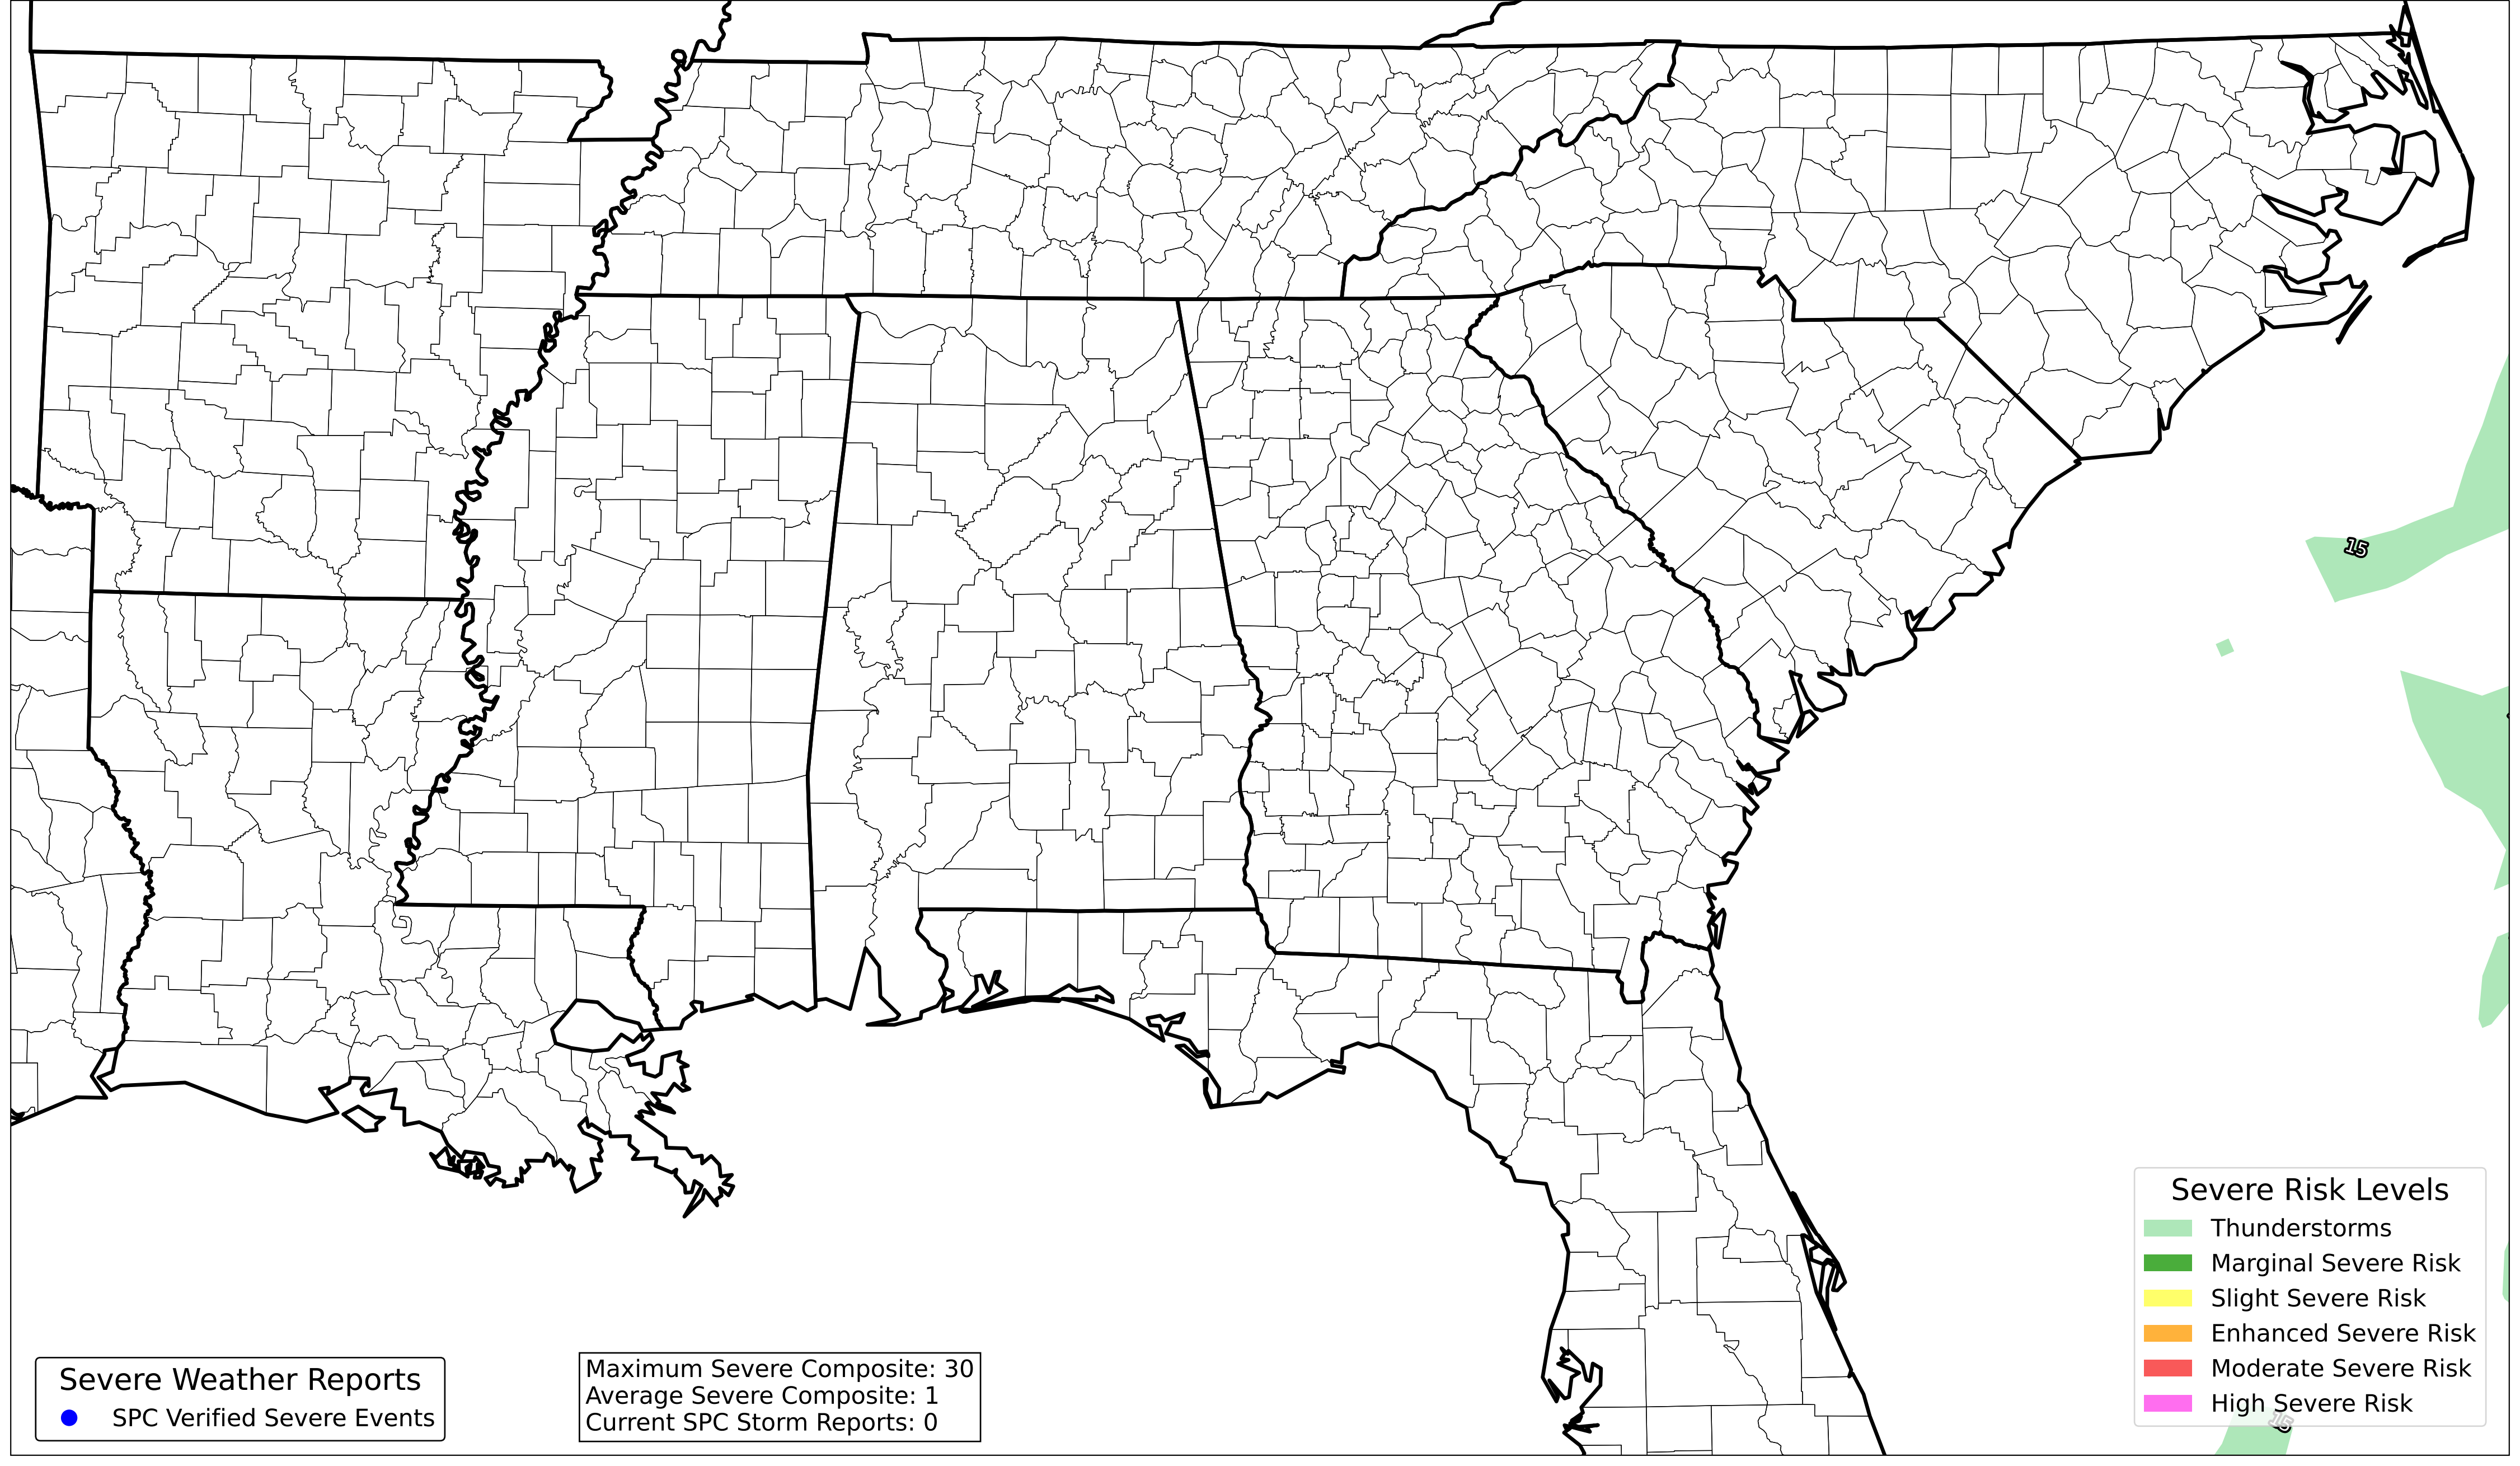 15
Severe Risk Levels
Thunderstorms
Marginal Severe Risk
Slight Severe Risk
Enhanced Severe Risk
Moderate Severe Risk
High Severe Risk
15
Severe Weather Reports
SPC Verified Severe Events
Maximum Severe Composite: 30
Average Severe Composite: 1
Current SPC Storm Reports: 0